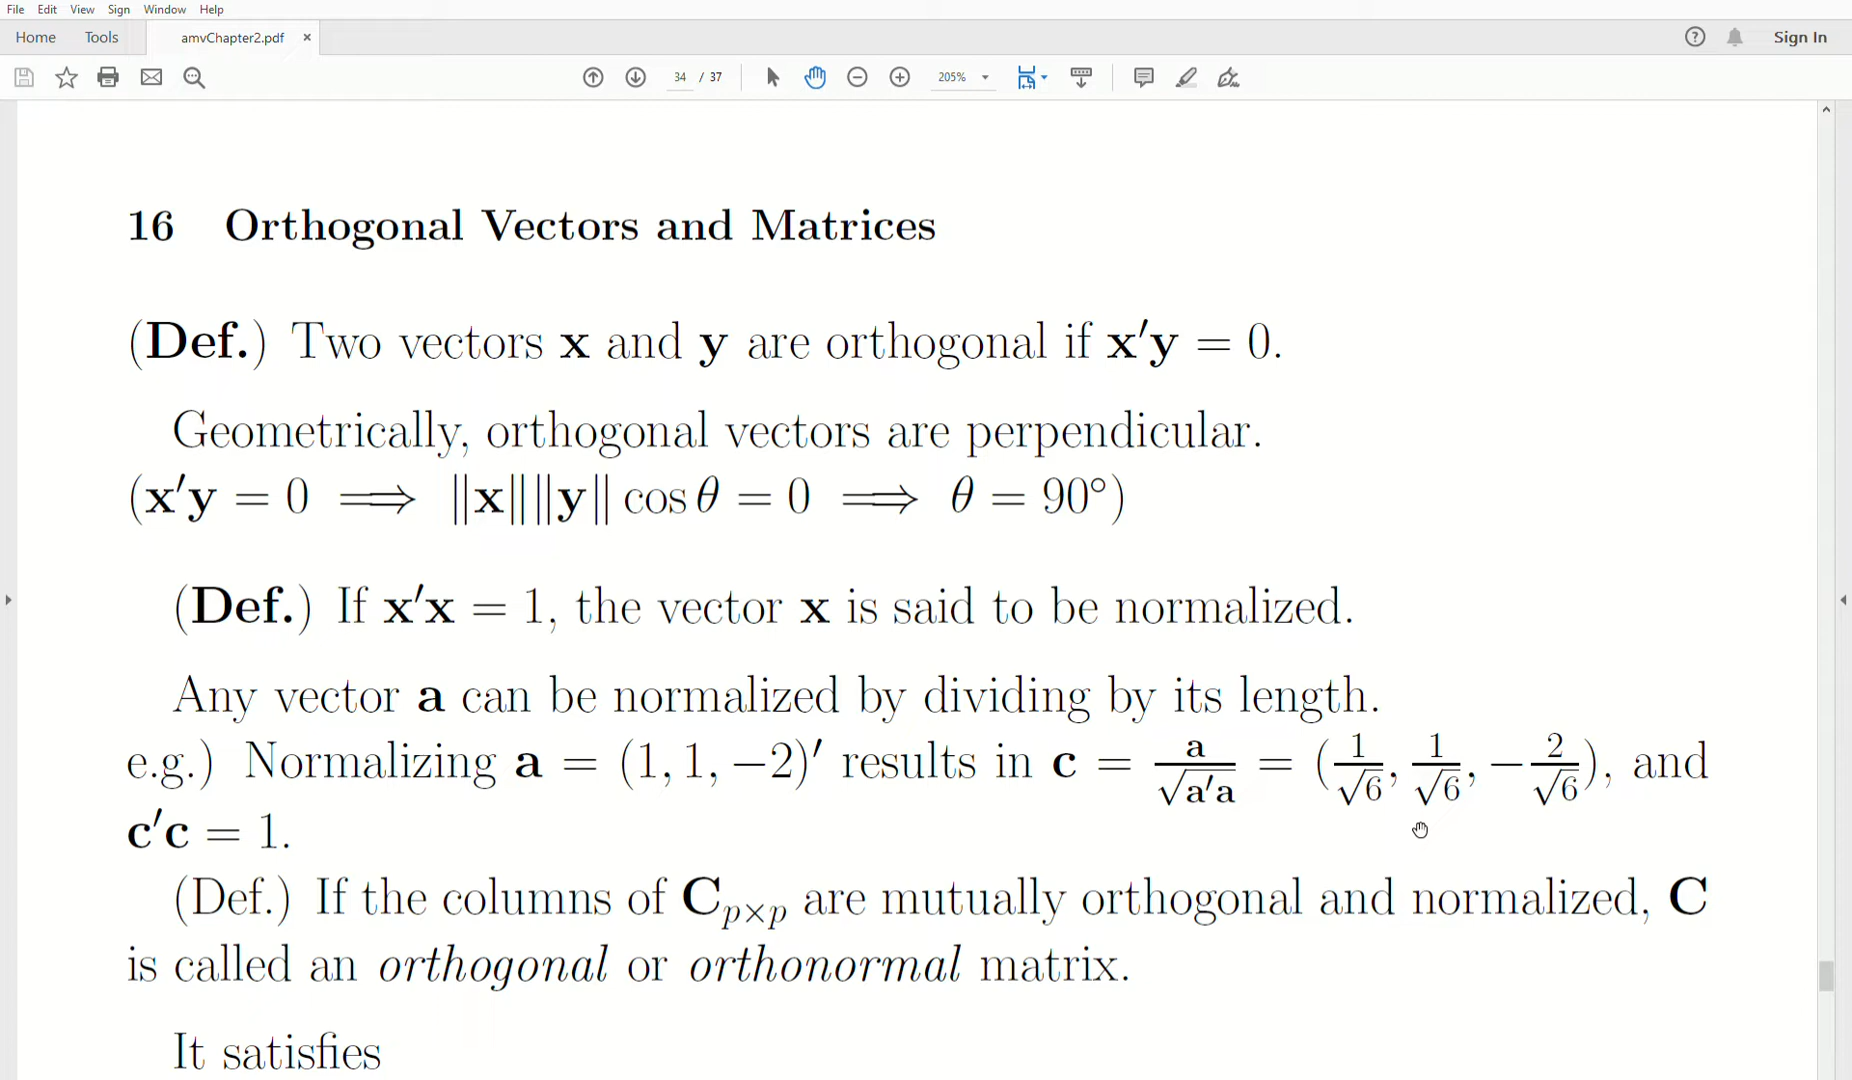 File Edit View Sign Window Help
Home Tools amvChapter2.pdf × Sign In
34 / 37 205%
16 Orthogonal Vectors and Matrices
(Def.) Two vectors x and y are orthogonal if x′y = 0.
Geometrically, orthogonal vectors are perpendicular.
(x′y = 0 ⟹ ‖x‖‖y‖ cos θ = 0 ⟹ θ = 90°)
(Def.) If x′x = 1, the vector x is said to be normalized.
Any vector a can be normalized by dividing by its length.
e.g.) Normalizing a = (1, 1, −2)′ results in c = a/√a′a = (1/√6, 1/√6, −2/√6), and
c′c = 1.
(Def.) If the columns of C_{p×p} are mutually orthogonal and normalized, C
is called an orthogonal or orthonormal matrix.
It satisfies